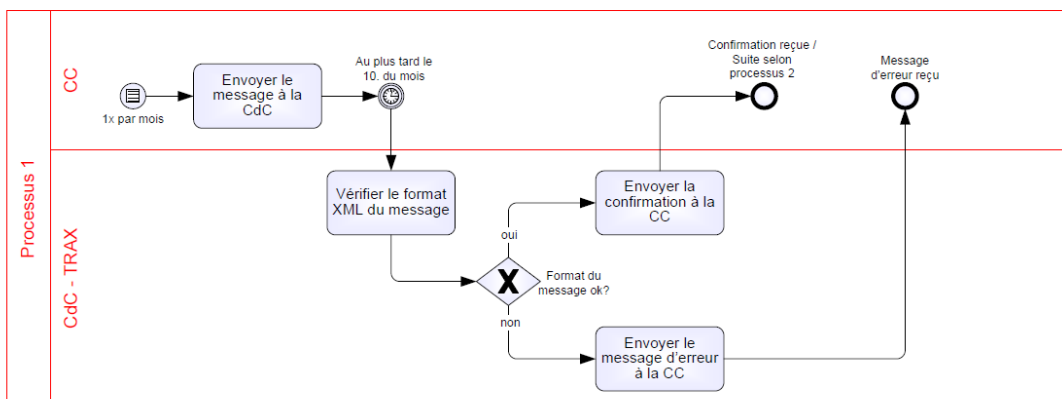 Processus 1
CC
1x par mois
Envoyer le
message à la
CdC
Au plus tard le
10. du mois
Confirmation reçue /
Suite selon
processus 2
Message
d'erreur reçu
CdC - TRAX
Vérifier le format
XML du message
oui
Format du
message ok?
non
Envoyer la
confirmation à la
CC
Envoyer le
message d'erreur
à la CC